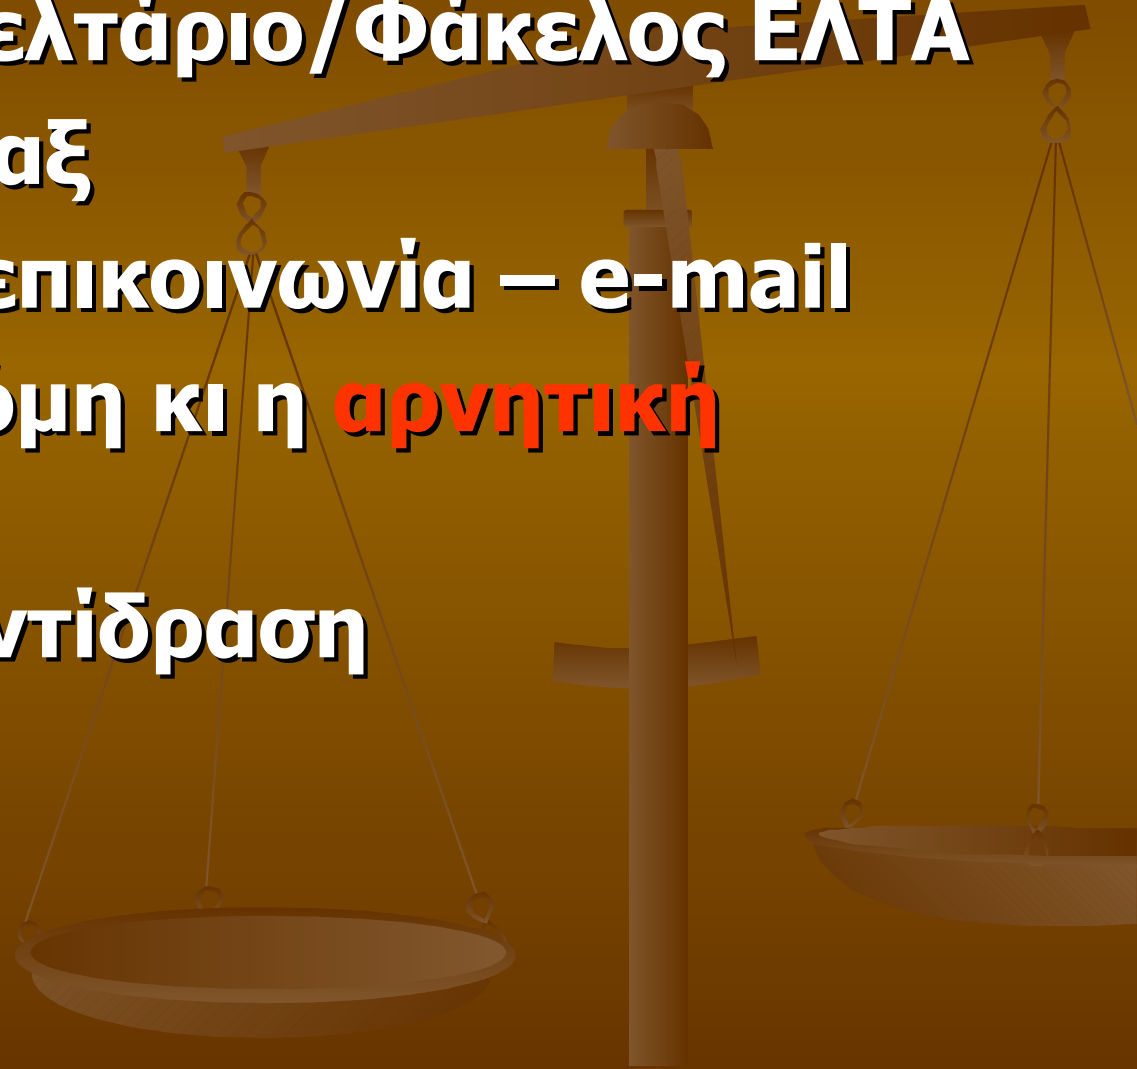 ελτάριο/Φάκελος ΕΛΤΑ
αξ
επικοινωνία – e-mail
όμη κι η αρνητική
ντίδραση